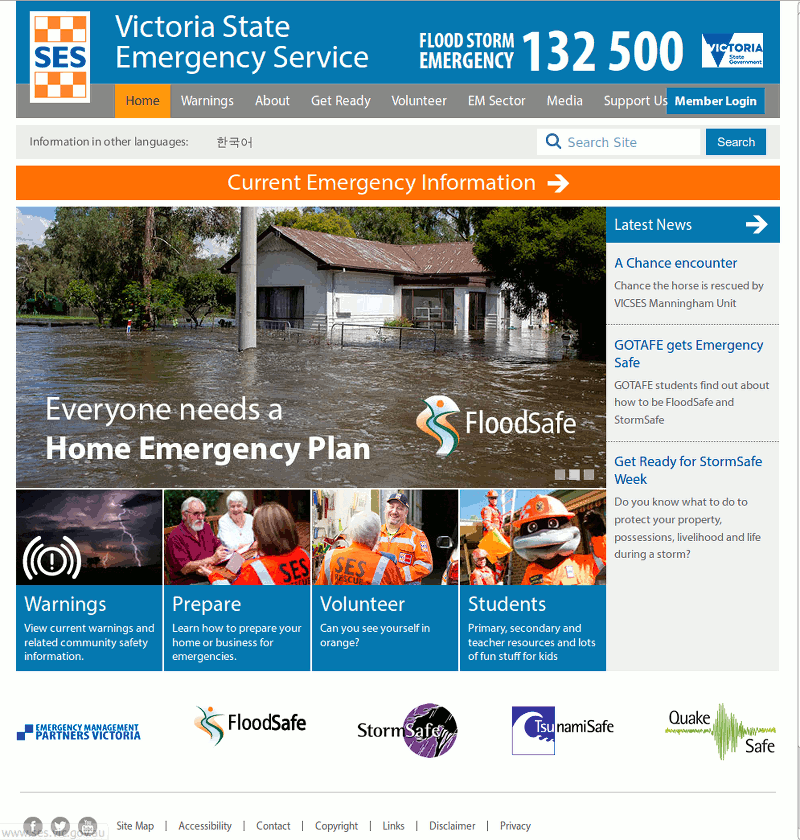 SES
Victoria State
Emergency Service
FLOOD STORM
EMERGENCY
132 500
VICTORIA
State
Government
Home
Warnings
About
Get Ready
Volunteer
EM Sector
Media
Support Us
Member Login
Information in other languages:
한국어
Search Site
Search
Current Emergency Information
Everyone needs a
Home Emergency Plan
FloodSafe
Latest News
A Chance encounter
Chance the horse is rescued by
VICSES Manningham Unit
GOTAFE gets Emergency
Safe
GOTAFE students find out about
how to be FloodSafe and
StormSafe
Get Ready for StormSafe
Week
Do you know what to do to
protect your property,
possessions, livelihood and life
during a storm?
SES
SES
RESCUE
Warnings
View current warnings and
related community safety
information.
Prepare
Learn how to prepare your
home or business for
emergencies.
Volunteer
Can you see yourself in
orange?
Students
Primary, secondary and
teacher resources and lots
of fun stuff for kids
EMERGENCY MANAGEMENT
PARTNERS VICTORIA
FloodSafe
StormSafe
TsunamiSafe
Quake
Safe
Site Map | Accessibility | Contact | Copyright | Links | Disclaimer | Privacy
www.ses.vic.gov.au